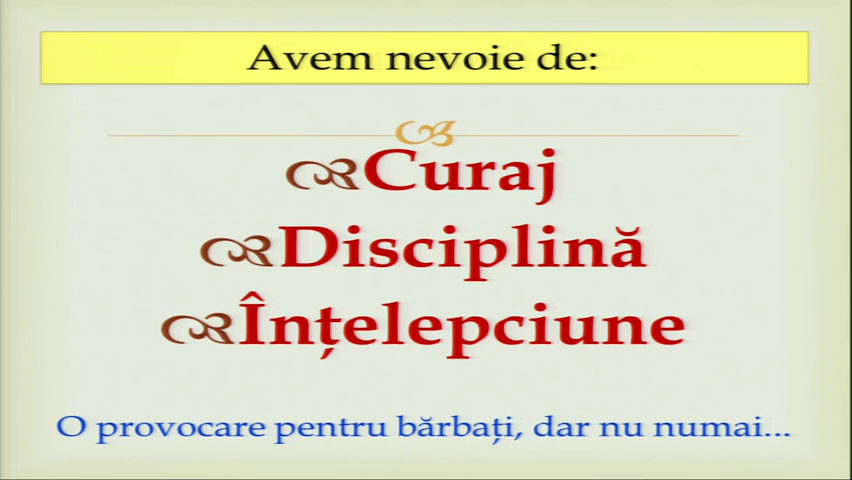 Avem nevoie de:
Curaj
Disciplină
Înțelepciune
O provocare pentru bărbați, dar nu numai...